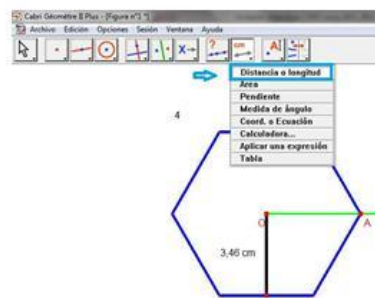 Cabri Géomètre II Plus - [Figura nº1 *]
Archivo Edición Opciones Sesión Ventana Ayuda
Distancia o longitud
Área
Pendiente
Medida de ángulo
Coord. o Ecuación
Calculadora...
Aplicar una expresión
Tabla
4
O
A
3,46 cm